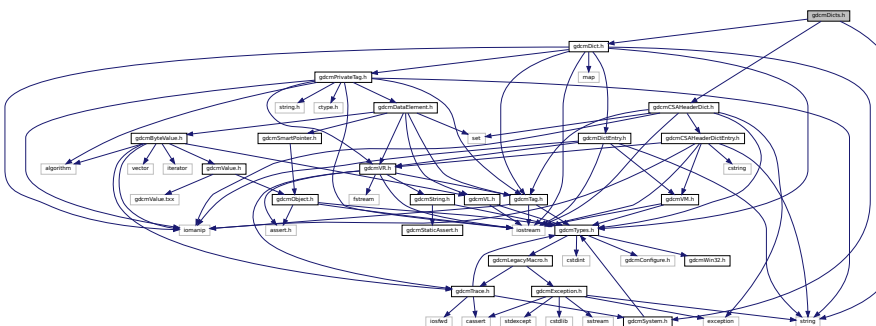 gdcmDicts.h
gdcmDict.h
gdcmPrivateTag.h
map
string.h
ctype.h
gdcmDataElement.h
gdcmCSAHeaderDict.h
gdcmByteValue.h
gdcmSmartPointer.h
set
gdcmDictEntry.h
gdcmCSAHeaderDictEntry.h
algorithm
vector
iterator
gdcmValue.h
gdcmVR.h
cstring
gdcmValue.txx
gdcmObject.h
fstream
gdcmString.h
gdcmVL.h
gdcmTag.h
gdcmVM.h
iomanip
assert.h
gdcmStaticAssert.h
iostream
gdcmTypes.h
gdcmLegacyMacro.h
cstdint
gdcmConfigure.h
gdcmWin32.h
gdcmTrace.h
gdcmException.h
iosfwd
cassert
stdexcept
cstdlib
sstream
gdcmSystem.h
exception
string